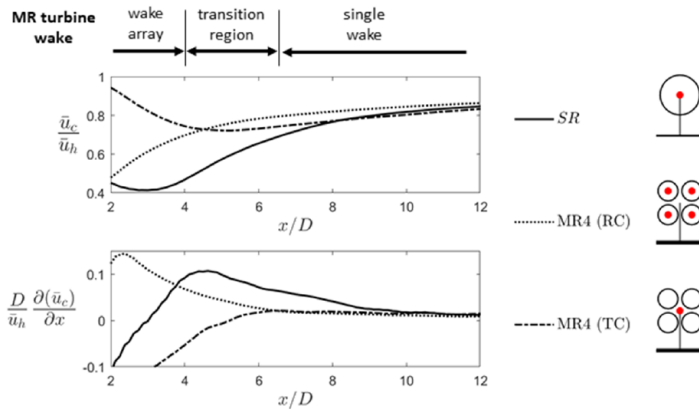 MR turbine wake
wake array
transition region
single wake
1
0.8
0.6
0.4
ū_c/ū_h
2 4 6 8 10 12
x/D
0.1
0
-0.1
D/ū_h ∂(ū_c)/∂x
2 4 6 8 10 12
x/D
SR
MR4 (RC)
MR4 (TC)